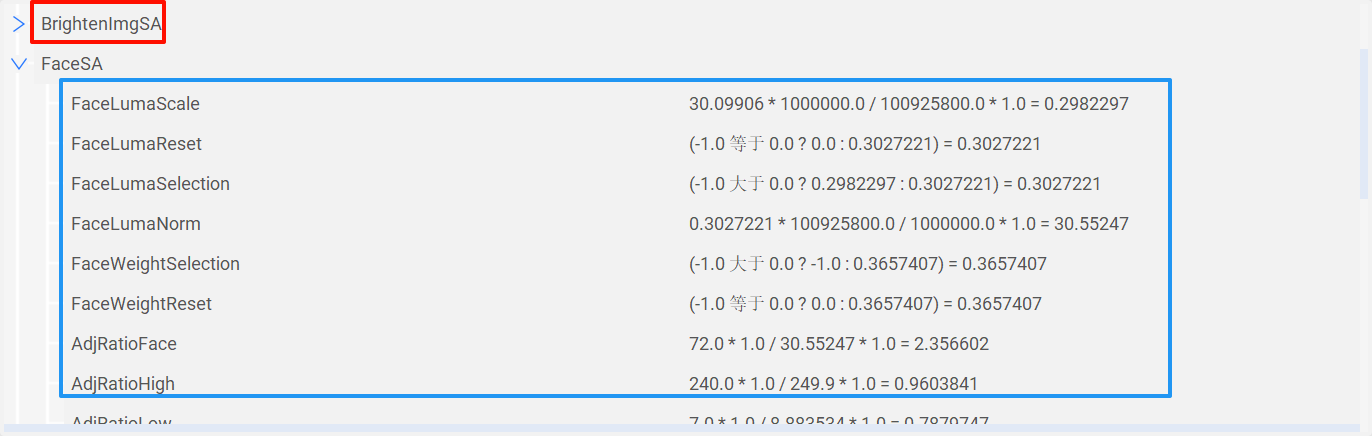 BrightenImgSA
FaceSA
FaceLumaScale 30.09906 * 1000000.0 / 100925800.0 * 1.0 = 0.2982297
FaceLumaReset (-1.0 等于 0.0 ? 0.0 : 0.3027221) = 0.3027221
FaceLumaSelection (-1.0 大于 0.0 ? 0.2982297 : 0.3027221) = 0.3027221
FaceLumaNorm 0.3027221 * 100925800.0 / 1000000.0 * 1.0 = 30.55247
FaceWeightSelection (-1.0 大于 0.0 ? -1.0 : 0.3657407) = 0.3657407
FaceWeightReset (-1.0 等于 0.0 ? 0.0 : 0.3657407) = 0.3657407
AdjRatioFace 72.0 * 1.0 / 30.55247 * 1.0 = 2.356602
AdjRatioHigh 240.0 * 1.0 / 249.9 * 1.0 = 0.9603841
AdjRatioLow 7.0 * 1.0 / 8.883534 * 1.0 = 0.7879747